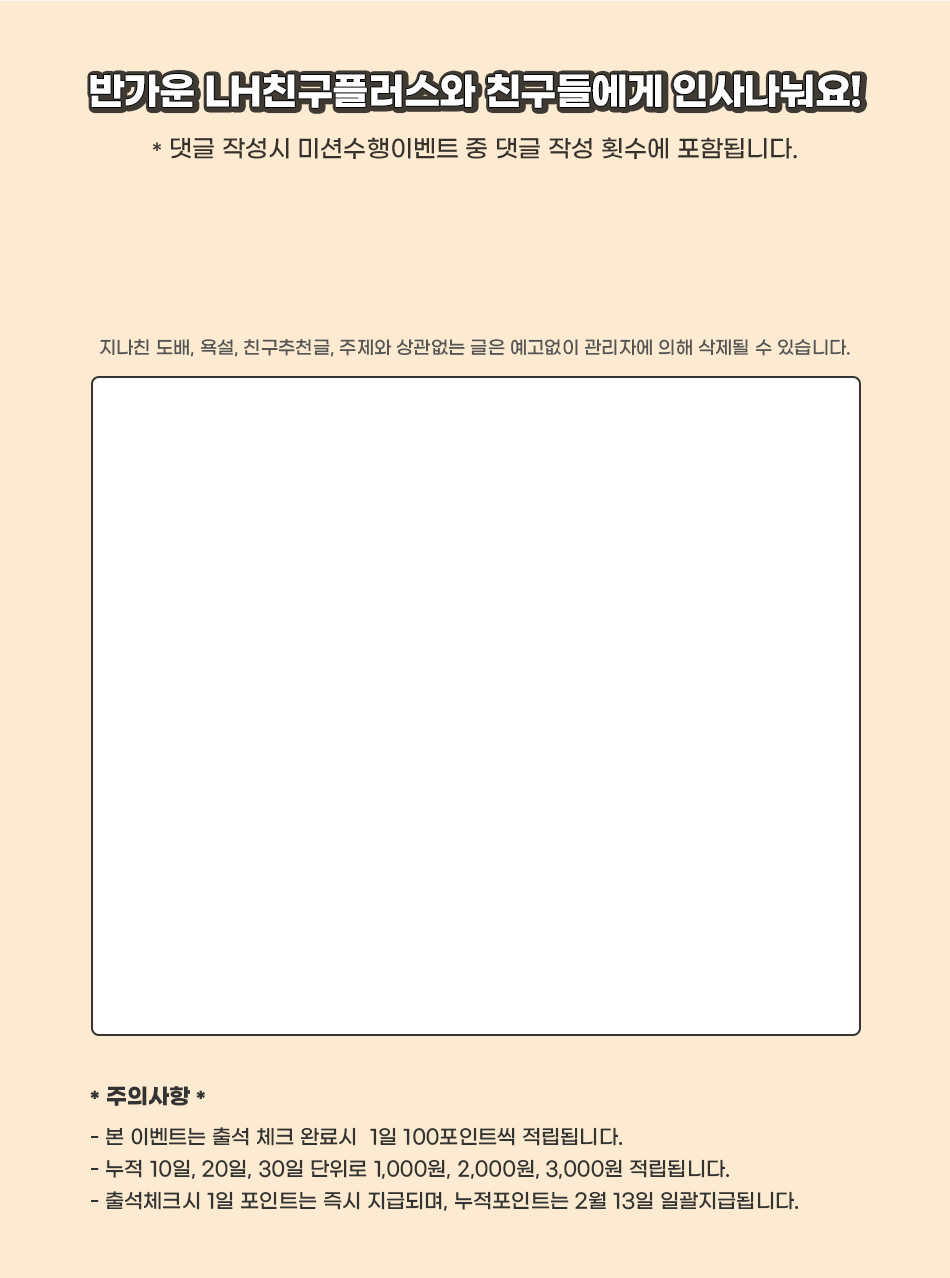 반가운 LH친구플러스와 친구들에게 인사나눠요!
* 댓글 작성시 미션수행이벤트 중 댓글 작성 횟수에 포함됩니다.
지나친 도배, 욕설, 친구추천글, 주제와 상관없는 글은 예고없이 관리자에 의해 삭제될 수 있습니다.
* 주의사항 *
- 본 이벤트는 출석 체크 완료시 1일 100포인트씩 적립됩니다.
- 누적 10일, 20일, 30일 단위로 1,000원, 2,000원, 3,000원 적립됩니다.
- 출석체크시 1일 포인트는 즉시 지급되며, 누적포인트는 2월 13일 일괄지급됩니다.